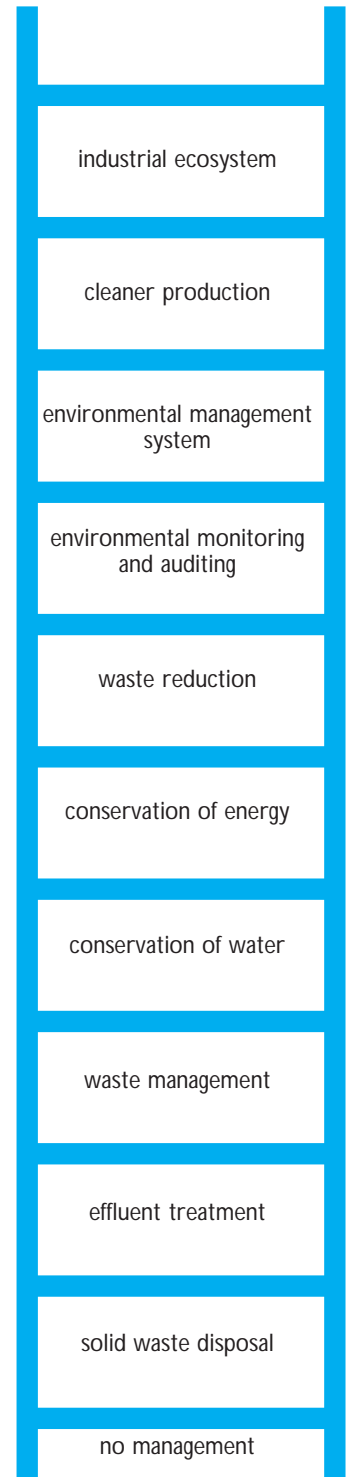 industrial ecosystem
cleaner production
environmental management
system
environmental monitoring
and auditing
waste reduction
conservation of energy
conservation of water
waste management
effluent treatment
solid waste disposal
no management